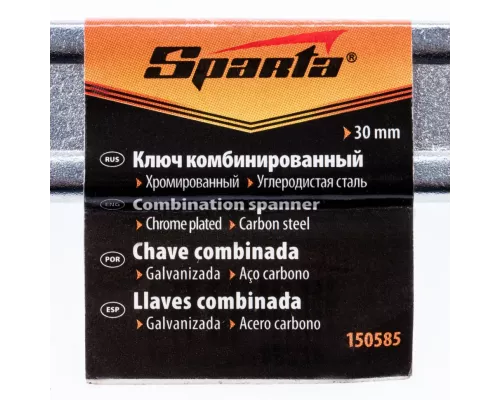 Sparta®
30 mm
RUS Ключ комбинированный
Хромированный Углеродистая сталь
ENG Combination spanner
Chrome plated Carbon steel
POR Chave combinada
Galvanizada Aço carbono
ESP Llaves combinada
Galvanizada Acero carbono
150585